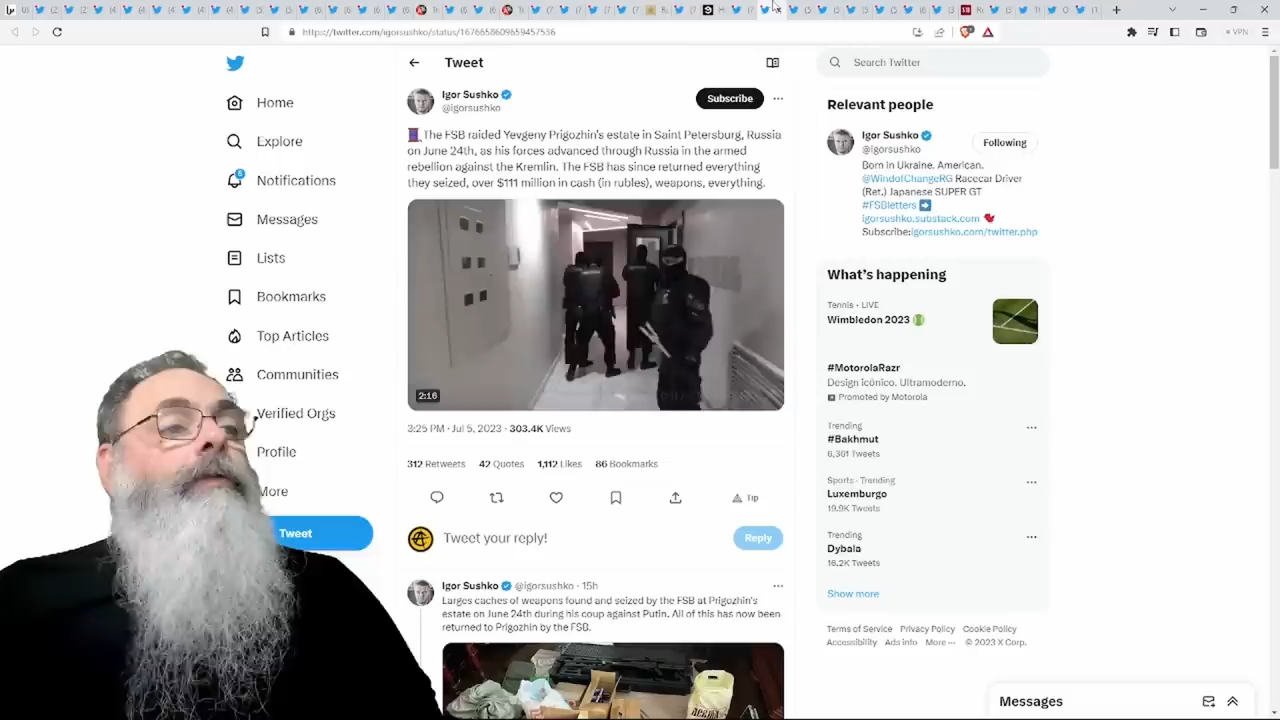 https://twitter.com/igorsushko/status/1676658609659457536
VPN
Home
Explore
6
Notifications
Messages
Lists
Bookmarks
Top Articles
Communities
Verified Orgs
Profile
More
Tweet
Tweet
Igor Sushko
@igorsushko
Subscribe
The FSB raided Yevgeny Prigozhin's estate in Saint Petersburg, Russia
on June 24th, as his forces advanced through Russia in the armed
rebellion against the Kremlin. The FSB has since returned everything
they seized, over $111 million in cash (in rubles), weapons, everything.
2:16
3:25 PM · Jul 5, 2023 · 303.4K Views
312 Retweets 42 Quotes 1,112 Likes 86 Bookmarks
Tip
Tweet your reply!
Reply
Igor Sushko @igorsushko · 15h
Larges caches of weapons found and seized by the FSB at Prigozhin's
estate on June 24th during his coup against Putin. All of this has now been
returned to Prigozhin by the FSB.
Search Twitter
Relevant people
Igor Sushko
@igorsushko
Following
Born in Ukraine. American.
@WindofChangeRG Racecar Driver
(Ret.) Japanese SUPER GT
#FSBletters
igorsushko.substack.com
Subscribe:igorsushko.com/twitter.php
What's happening
Tennis · LIVE
Wimbledon 2023
#MotorolaRazr
Design icônico. Ultramoderno.
Promoted by Motorola
Trending
#Bakhmut
6,361 Tweets
Sports · Trending
Luxemburgo
19.9K Tweets
Trending
Dybala
16.2K Tweets
Show more
Terms of Service Privacy Policy Cookie Policy
Accessibility Ads info More ··· © 2023 X Corp.
Messages